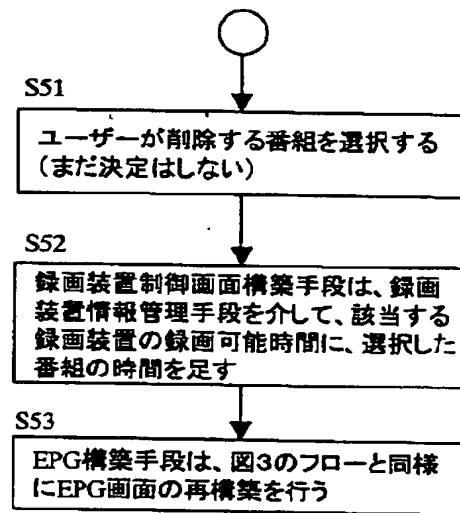 S51
ユーザーが削除する番組を選択する
(まだ決定はしない)
S52
録画装置制御画面構築手段は、録画
装置情報管理手段を介して、該当する
録画装置の録画可能時間に、選択した
番組の時間を足す
S53
EPG構築手段は、図3のフローと同様
にEPG画面の再構築を行う